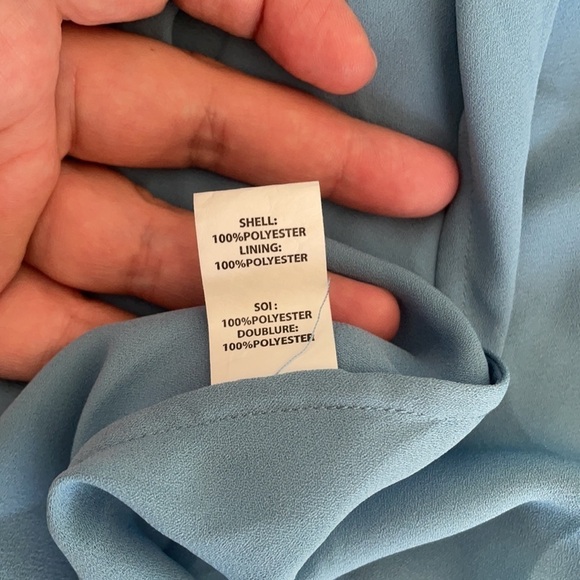 SHELL:
100%POLYESTER
LINING:
100%POLYESTER
SOI :
100%POLYESTER
DOUBLURE:
100%POLYESTER